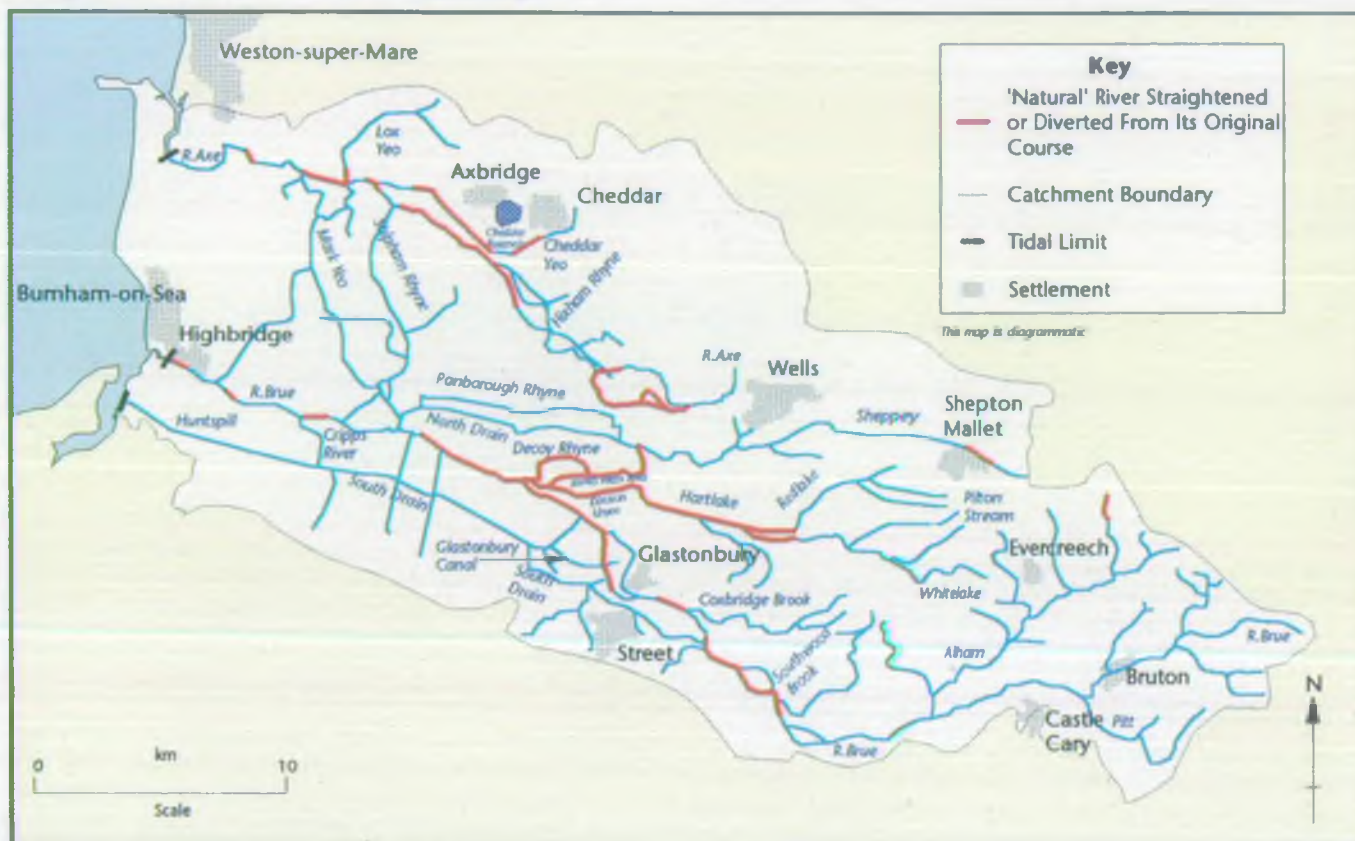 Weston-super-Mare
Key
'Natural' River Straightened
or Diverted From Its Original
Course
Catchment Boundary
Tidal Limit
Settlement
This map is diagrammatic
Lox
Yeo
R.Axe
Axbridge
Cheddar
Cheddar
Cheddar
Yeo
Mark Yeo
Rhyne
Hixham Rhyne
Burnham-on-Sea
Highbridge
R.Axe
Wells
R.Brue
Panborough Rhyne
Sheppey
Shepton
Mallet
Huntspill
North Drain
Decoy Rhyne
Cripps
River
South Drain
Hartlake
Redlake
Pilton
Stream
Glastonbury
Canal
Glastonbury
Evercreech
South
Drain
Whitelake
Coxbridge Brook
Street
Southwood
Brook
Alham
R.Brue
Bruton
Castle
Cary
Pitt
R.Brue
N
km
0 10
Scale